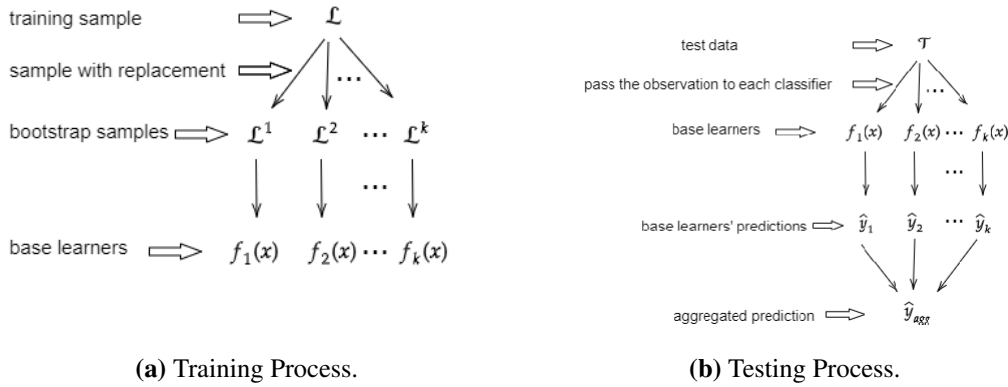 training sample ⇨ 𝓛
sample with replacement ⇨ ...
bootstrap samples ⇨ 𝓛¹ 𝓛² ... 𝓛ᵏ
...
base learners ⇨ f₁(x) f₂(x) ... fₖ(x)
(a) Training Process.
test data ⇨ 𝒯
pass the observation to each classifier ⇨ ...
base learners ⇨ f₁(x) f₂(x) ... fₖ(x)
...
base learners' predictions ⇨ ŷ₁ ŷ₂ ... ŷₖ
aggregated prediction ⇨ ŷ_agg
(b) Testing Process.